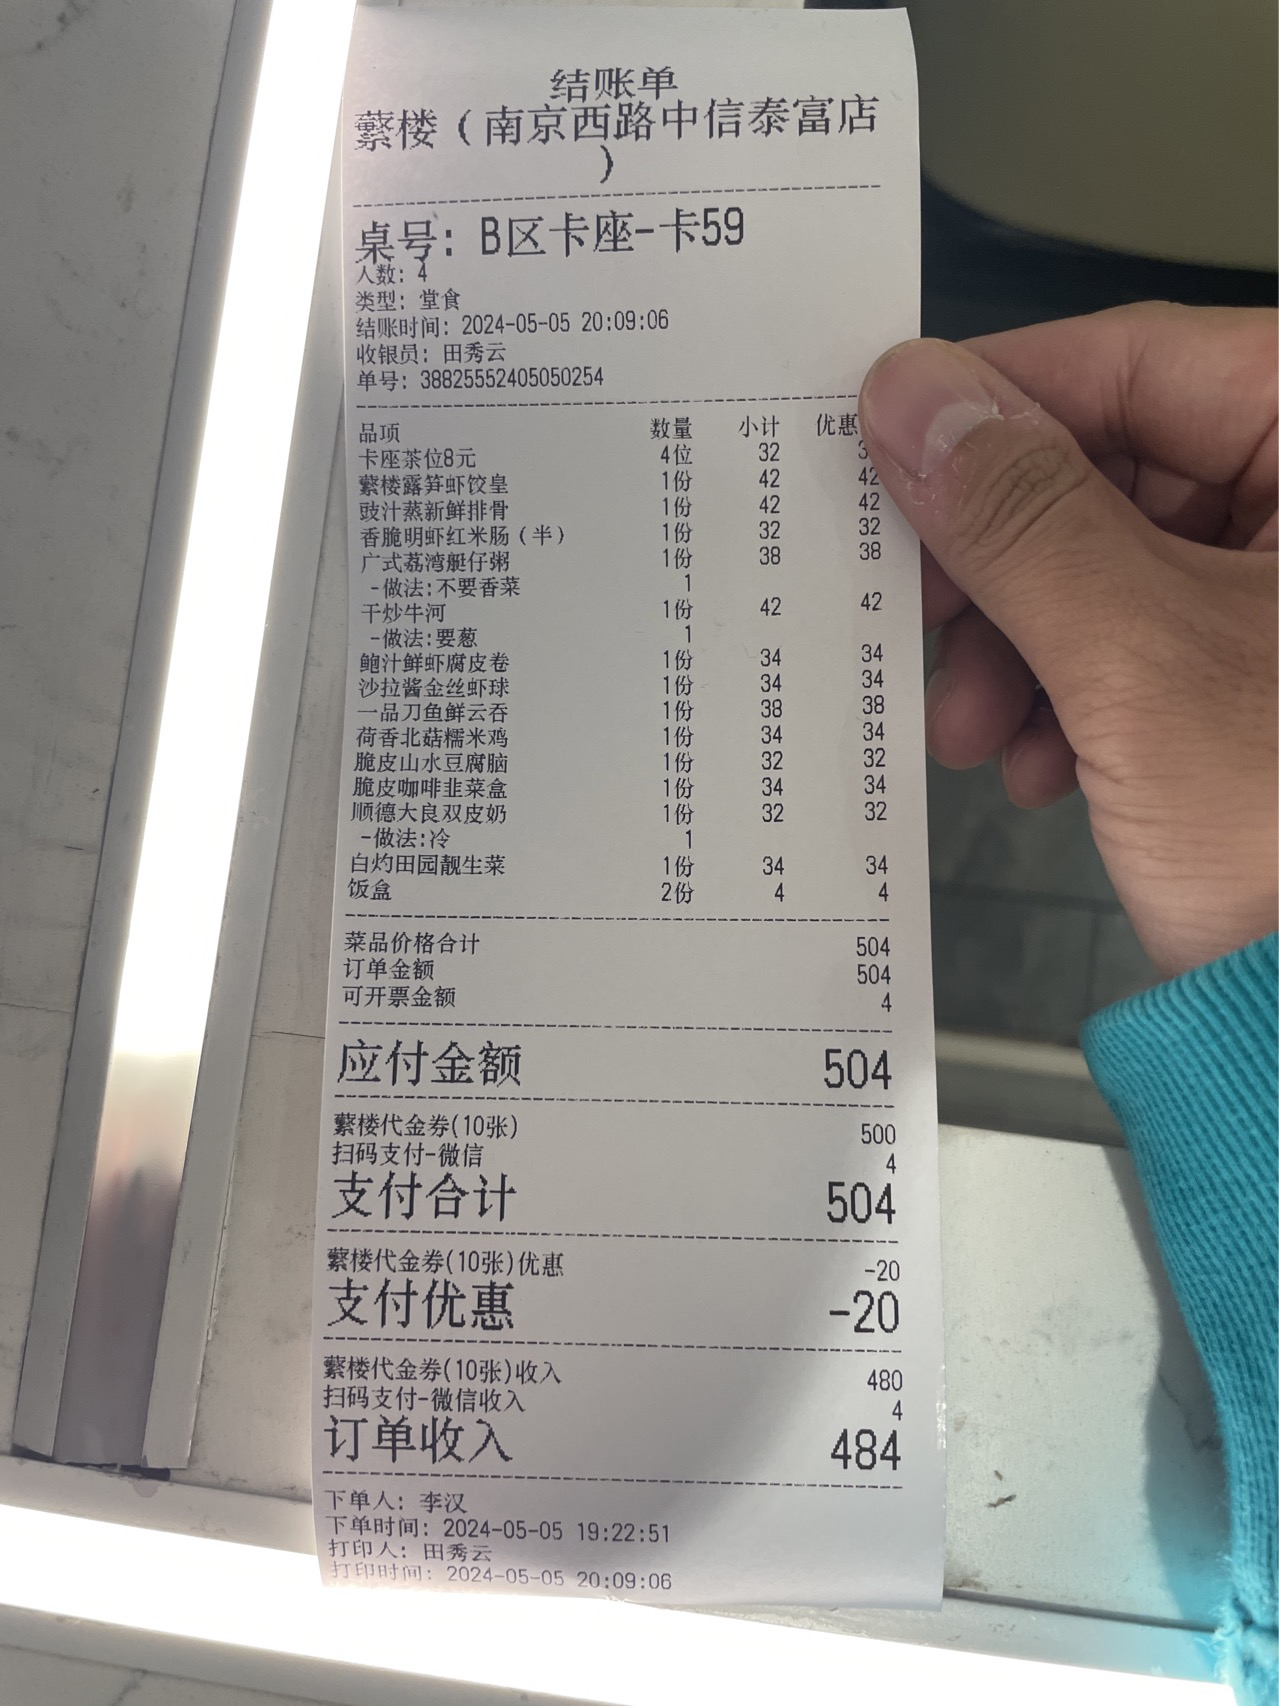 结账单
蘩楼（南京西路中信泰富店
）
桌号: B区卡座-卡59
人数: 4
类型: 堂食
结账时间: 2024-05-05 20:09:06
收银员: 田秀云
单号: 38825552405050254
品项 数量 小计 优惠
卡座茶位8元 4位 32
蘩楼露笋虾饺皇 1份 42 42
豉汁蒸新鲜排骨 1份 42 42
香脆明虾红米肠（半） 1份 32 32
广式荔湾艇仔粥 1份 38 38
-做法:不要香菜 1
干炒牛河 1份 42 42
-做法:要葱 1
鲍汁鲜虾腐皮卷 1份 34 34
沙拉酱金丝虾球 1份 34 34
一品刀鱼鲜云吞 1份 38 38
荷香北菇糯米鸡 1份 34 34
脆皮山水豆腐脑 1份 32 32
脆皮咖啡韭菜盒 1份 34 34
顺德大良双皮奶 1份 32 32
-做法:冷 1
白灼田园靓生菜 1份 34 34
饭盒 2份 4 4
菜品价格合计 504
订单金额 504
可开票金额 4
应付金额 504
蘩楼代金券(10张) 500
扫码支付-微信 4
支付合计 504
蘩楼代金券(10张)优惠 -20
支付优惠 -20
蘩楼代金券(10张)收入 480
扫码支付-微信收入 4
订单收入 484
下单人: 李汉
下单时间: 2024-05-05 19:22:51
打印人: 田秀云
打印时间: 2024-05-05 20:09:06